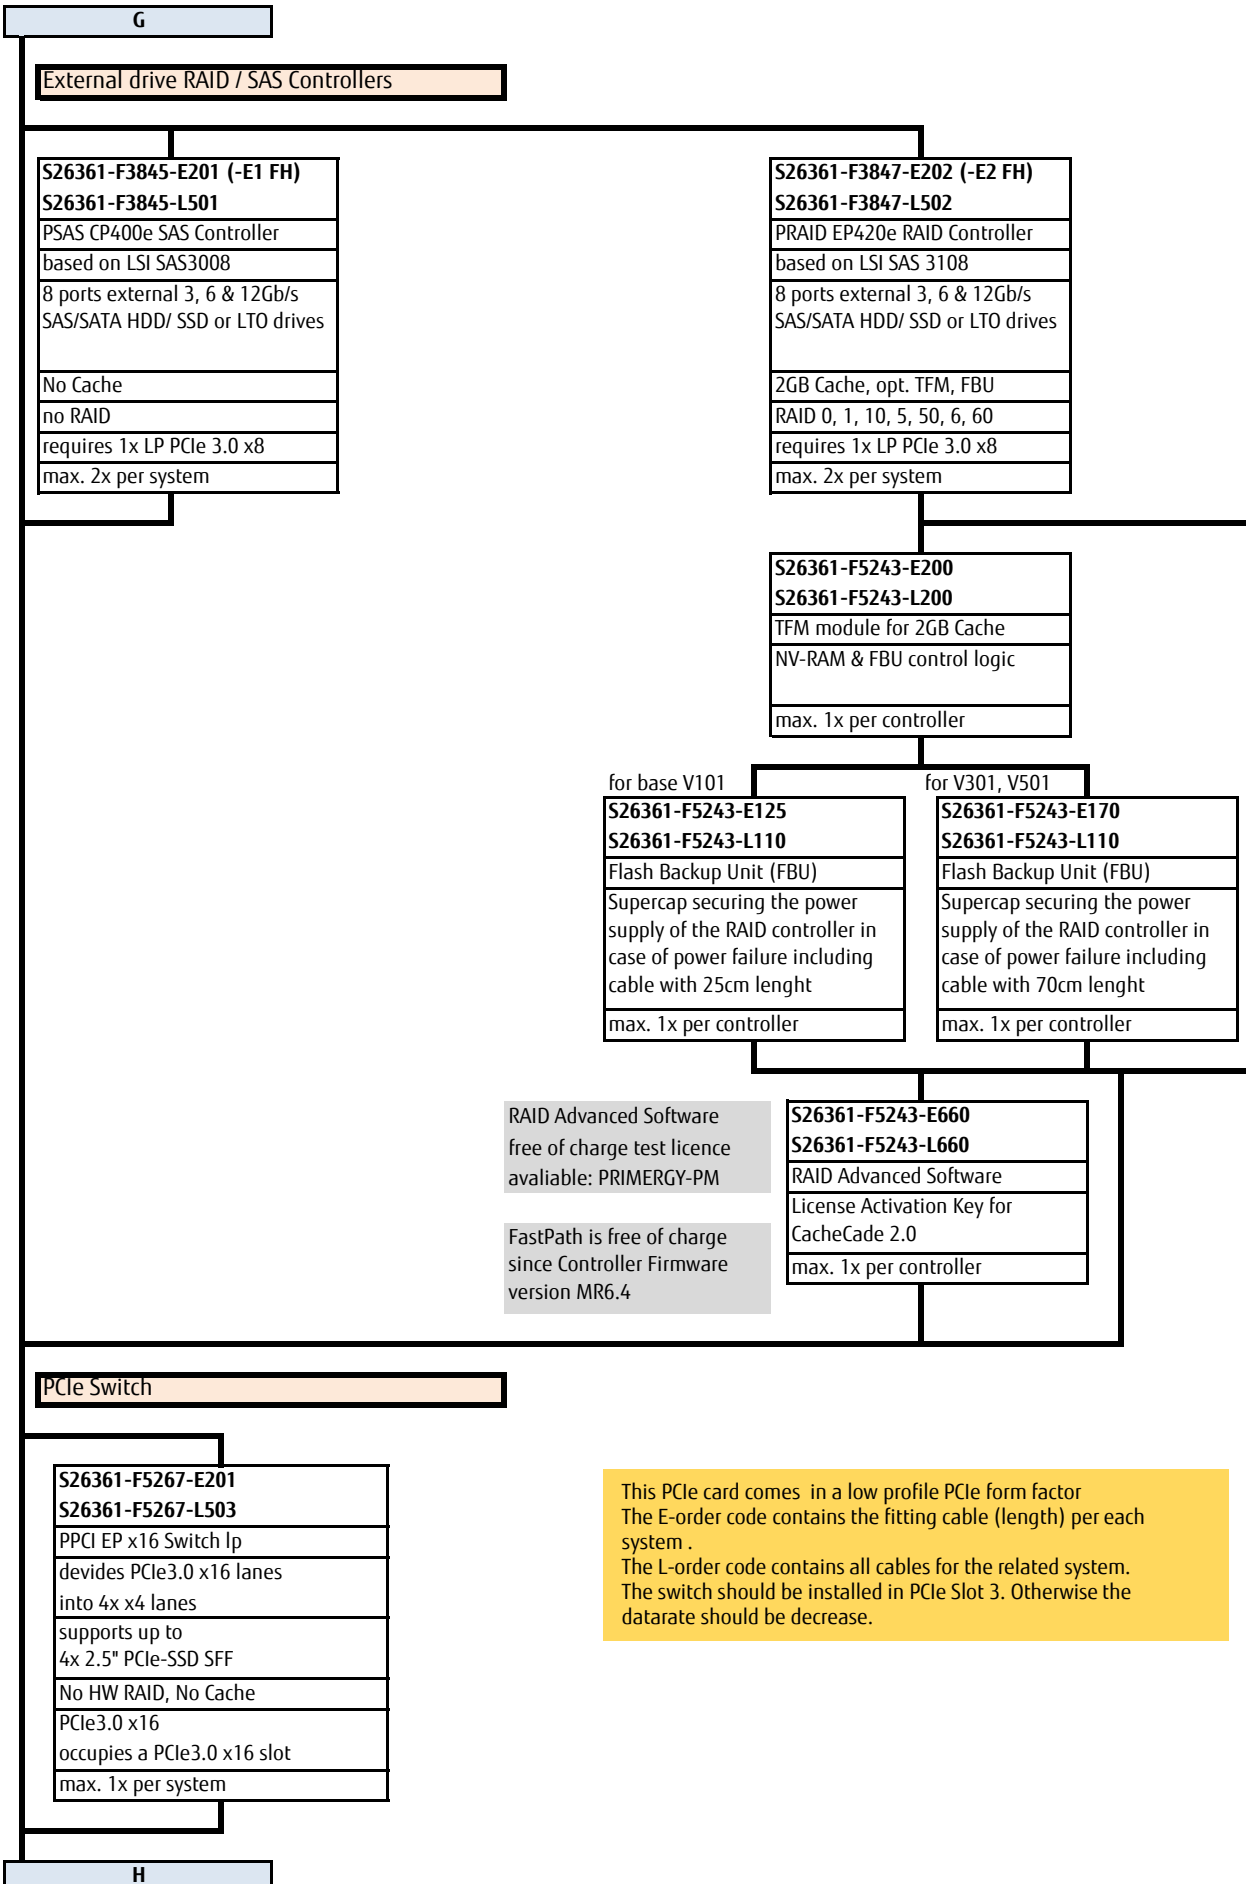 G
External drive RAID / SAS Controllers
S26361-F3845-E201 (-E1 FH)
S26361-F3845-L501
PSAS CP400e SAS Controller
based on LSI SAS3008
8 ports external 3, 6 & 12Gb/s
SAS/SATA HDD/ SSD or LTO drives
No Cache
no RAID
requires 1x LP PCIe 3.0 x8
max. 2x per system
S26361-F3847-E202 (-E2 FH)
S26361-F3847-L502
PRAID EP420e RAID Controller
based on LSI SAS 3108
8 ports external 3, 6 & 12Gb/s
SAS/SATA HDD/ SSD or LTO drives
2GB Cache, opt. TFM, FBU
RAID 0, 1, 10, 5, 50, 6, 60
requires 1x LP PCIe 3.0 x8
max. 2x per system
S26361-F5243-E200
S26361-F5243-L200
TFM module for 2GB Cache
NV-RAM & FBU control logic
max. 1x per controller
for base V101
S26361-F5243-E125
S26361-F5243-L110
Flash Backup Unit (FBU)
Supercap securing the power
supply of the RAID controller in
case of power failure including
cable with 25cm lenght
max. 1x per controller
for V301, V501
S26361-F5243-E170
S26361-F5243-L110
Flash Backup Unit (FBU)
Supercap securing the power
supply of the RAID controller in
case of power failure including
cable with 70cm lenght
max. 1x per controller
RAID Advanced Software
free of charge test licence
avaliable: PRIMERGY-PM
FastPath is free of charge
since Controller Firmware
version MR6.4
S26361-F5243-E660
S26361-F5243-L660
RAID Advanced Software
License Activation Key for
CacheCade 2.0
max. 1x per controller
PCIe Switch
S26361-F5267-E201
S26361-F5267-L503
PPCI EP x16 Switch lp
devides PCIe3.0 x16 lanes
into 4x x4 lanes
supports up to
4x 2.5" PCIe-SSD SFF
No HW RAID, No Cache
PCIe3.0 x16
occupies a PCIe3.0 x16 slot
max. 1x per system
This PCIe card comes  in a low profile PCIe form factor
The E-order code contains the fitting cable (length) per each
system .
The L-order code contains all cables for the related system.
The switch should be installed in PCIe Slot 3. Otherwise the
datarate should be decrease.
H